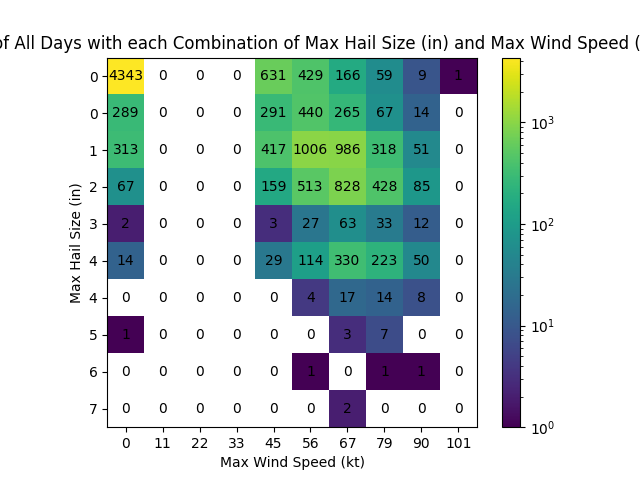 of All Days with each Combination of Max Hail Size (in) and Max Wind Speed (
0 4343 0 0 0 631 429 166 59 9 1
0 289 0 0 0 291 440 265 67 14 0
1 313 0 0 0 417 1006 986 318 51 0
2 67 0 0 0 159 513 828 428 85 0
3 2 0 0 0 3 27 63 33 12 0
4 14 0 0 0 29 114 330 223 50 0
4 0 0 0 0 0 4 17 14 8 0
5 1 0 0 0 0 0 3 7 0 0
6 0 0 0 0 0 1 0 1 1 0
7 0 0 0 0 0 0 2 0 0 0
0 11 22 33 45 56 67 79 90 101
Max Wind Speed (kt)
Max Hail Size (in)
10³
10²
10¹
10⁰